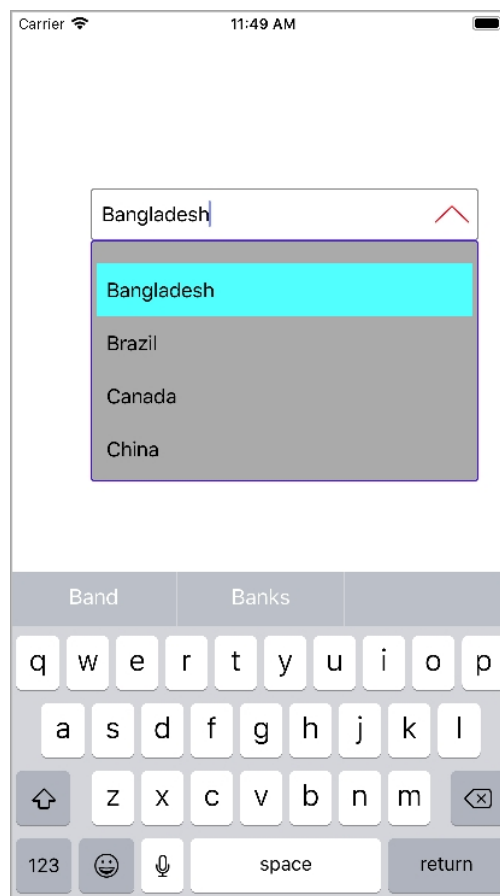 Carrier 11:49 AM
Bangladesh
Bangladesh
Brazil
Canada
China
Band Banks
q w e r t y u i o p
a s d f g h j k l
z x c v b n m
123 space return